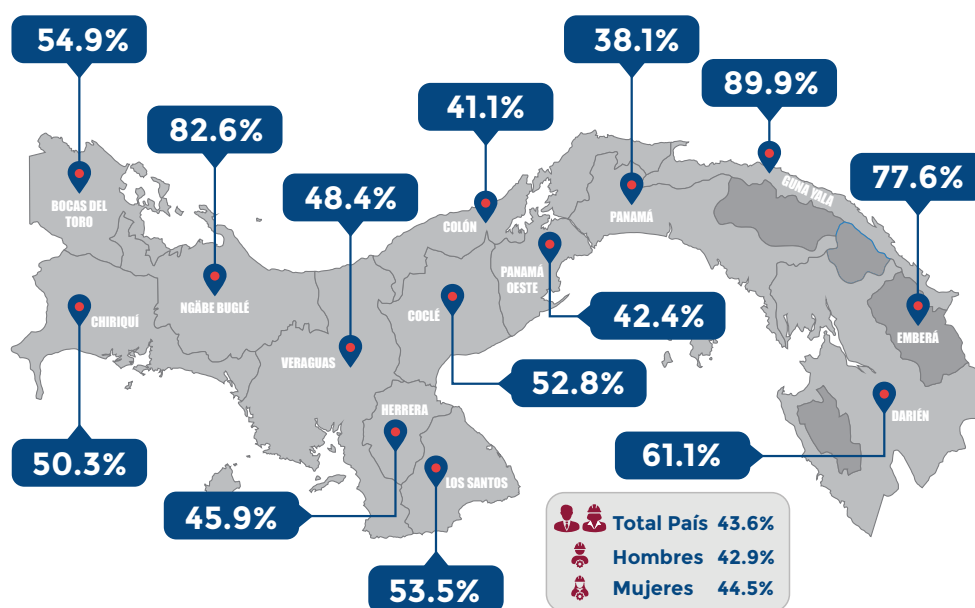 54.9%
38.1%
89.9%
41.1%
82.6%
77.6%
48.4%
BOCAS DEL
TORO
COLÓN
PANAMÁ
GUNA YALA
PANAMÁ
OESTE
NGÄBE BUGLÉ
CHIRIQUÍ
COCLÉ
42.4%
EMBERÁ
VERAGUAS
52.8%
HERRERA
DARIÉN
50.3%
61.1%
LOS SANTOS
45.9%
53.5%
Total País 43.6%
Hombres 42.9%
Mujeres 44.5%